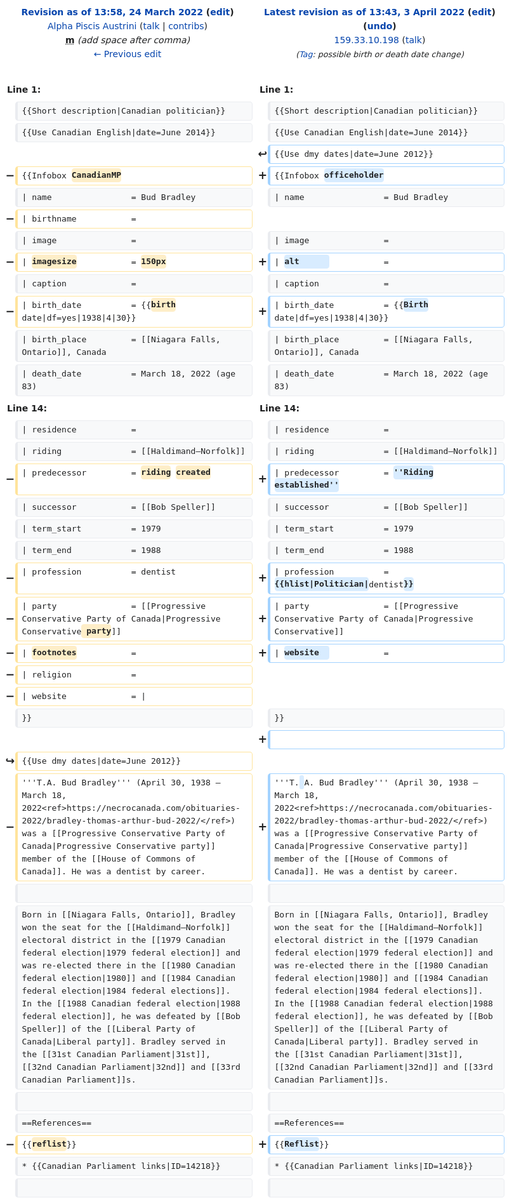 Revision as of 13:58, 24 March 2022 (edit)
Alpha Piscis Austrini (talk | contribs)
m (add space after comma)
← Previous edit
Latest revision as of 13:43, 3 April 2022 (edit)
(undo)
159.33.10.198 (talk)
(Tag: possible birth or death date change)
Line 1:
Line 1:
{{Short description|Canadian politician}}
{{Short description|Canadian politician}}
{{Use Canadian English|date=June 2014}}
{{Use Canadian English|date=June 2014}}
↩ {{Use dmy dates|date=June 2012}}
− {{Infobox CanadianMP
+ {{Infobox officeholder
| name = Bud Bradley
| name = Bud Bradley
− | birthname =
| image =
| image =
− | imagesize = 150px
+ | alt =
| caption =
| caption =
− | birth_date = {{birth
date|df=yes|1938|4|30}}
+ | birth_date = {{Birth
date|df=yes|1938|4|30}}
| birth_place = [[Niagara Falls,
Ontario]], Canada
| birth_place = [[Niagara Falls,
Ontario]], Canada
| death_date = March 18, 2022 (age
83)
| death_date = March 18, 2022 (age
83)
Line 14:
Line 14:
| residence =
| residence =
| riding = [[Haldimand—Norfolk]]
| riding = [[Haldimand—Norfolk]]
− | predecessor = riding created
+ | predecessor = ''Riding
established''
| successor = [[Bob Speller]]
| successor = [[Bob Speller]]
| term_start = 1979
| term_start = 1979
| term_end = 1988
| term_end = 1988
− | profession = dentist
+ | profession =
{{hlist|Politician|dentist}}
− | party = [[Progressive
Conservative Party of Canada|Progressive
Conservative party]]
+ | party = [[Progressive
Conservative Party of Canada|Progressive
Conservative]]
− | footnotes =
+ | website =
− | religion =
− | website = |
}}
}}
+
↪ {{Use dmy dates|date=June 2012}}
− '''T.A. Bud Bradley''' (April 30, 1938 –
March 18,
2022<ref>https://necrocanada.com/obituaries-
2022/bradley-thomas-arthur-bud-2022/</ref>)
was a [[Progressive Conservative Party of
Canada|Progressive Conservative party]]
member of the [[House of Commons of
Canada]]. He was a dentist by career.
+ '''T. A. Bud Bradley''' (April 30, 1938 –
March 18,
2022<ref>https://necrocanada.com/obituaries-
2022/bradley-thomas-arthur-bud-2022/</ref>)
was a [[Progressive Conservative Party of
Canada|Progressive Conservative party]]
member of the [[House of Commons of
Canada]]. He was a dentist by career.
Born in [[Niagara Falls, Ontario]], Bradley
won the seat for the [[Haldimand—Norfolk]]
electoral district in the [[1979 Canadian
federal election|1979 federal election]] and
was re-elected there in the [[1980 Canadian
federal election|1980]] and [[1984 Canadian
federal election|1984 federal elections]].
In the [[1988 Canadian federal election|1988
federal election]], he was defeated by [[Bob
Speller]] of the [[Liberal Party of
Canada|Liberal party]]. Bradley served in
the [[31st Canadian Parliament|31st]],
[[32nd Canadian Parliament|32nd]] and [[33rd
Canadian Parliament]]s.
Born in [[Niagara Falls, Ontario]], Bradley
won the seat for the [[Haldimand—Norfolk]]
electoral district in the [[1979 Canadian
federal election|1979 federal election]] and
was re-elected there in the [[1980 Canadian
federal election|1980]] and [[1984 Canadian
federal election|1984 federal elections]].
In the [[1988 Canadian federal election|1988
federal election]], he was defeated by [[Bob
Speller]] of the [[Liberal Party of
Canada|Liberal party]]. Bradley served in
the [[31st Canadian Parliament|31st]],
[[32nd Canadian Parliament|32nd]] and [[33rd
Canadian Parliament]]s.
==References==
==References==
− {{reflist}}
+ {{Reflist}}
* {{Canadian Parliament links|ID=14218}}
* {{Canadian Parliament links|ID=14218}}